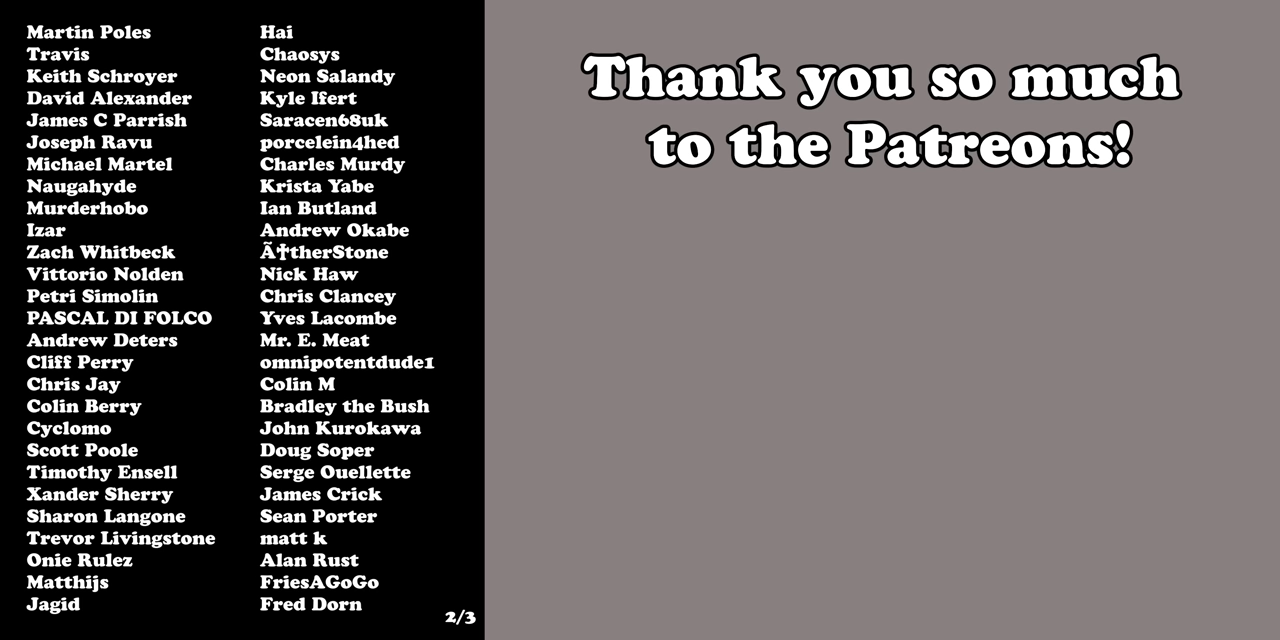 Martin Poles
Travis
Keith Schroyer
David Alexander
James C Parrish
Joseph Ravu
Michael Martel
Naugahyde
Murderhobo
Izar
Zach Whitbeck
Vittorio Nolden
Petri Simolin
PASCAL DI FOLCO
Andrew Deters
Cliff Perry
Chris Jay
Colin Berry
Cyclomo
Scott Poole
Timothy Ensell
Xander Sherry
Sharon Langone
Trevor Livingstone
Onie Rulez
Matthijs
Jagid
Hai
Chaosys
Neon Salandy
Kyle Ifert
Saracen68uk
porcelein4hed
Charles Murdy
Krista Yabe
Ian Butland
Andrew Okabe
Ã†therStone
Nick Haw
Chris Clancey
Yves Lacombe
Mr. E. Meat
omnipotentdude1
Colin M
Bradley the Bush
John Kurokawa
Doug Soper
Serge Ouellette
James Crick
Sean Porter
matt k
Alan Rust
FriesAGoGo
Fred Dorn
2/3
Thank you so much
to the Patreons!